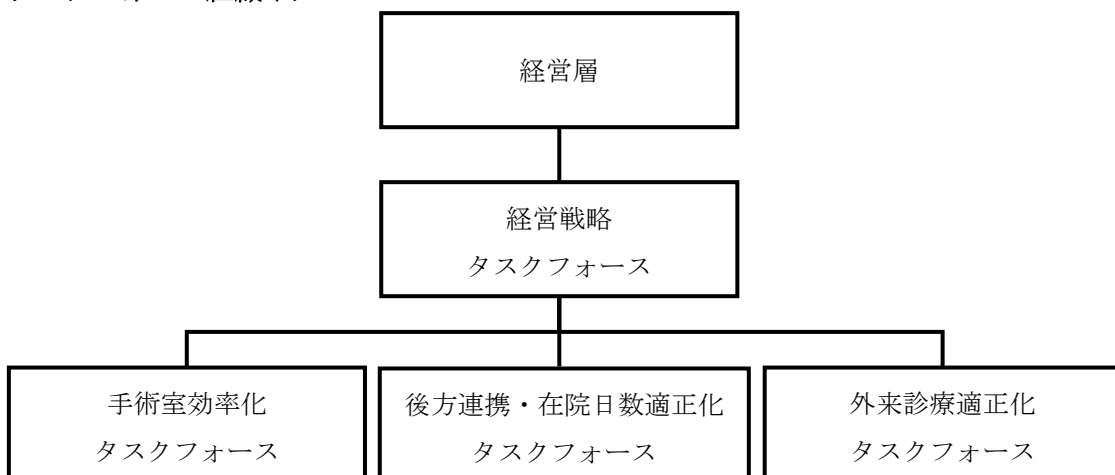 経営層
経営戦略
タスクフォース
手術室効率化
タスクフォース
後方連携・在院日数適正化
タスクフォース
外来診療適正化
タスクフォース